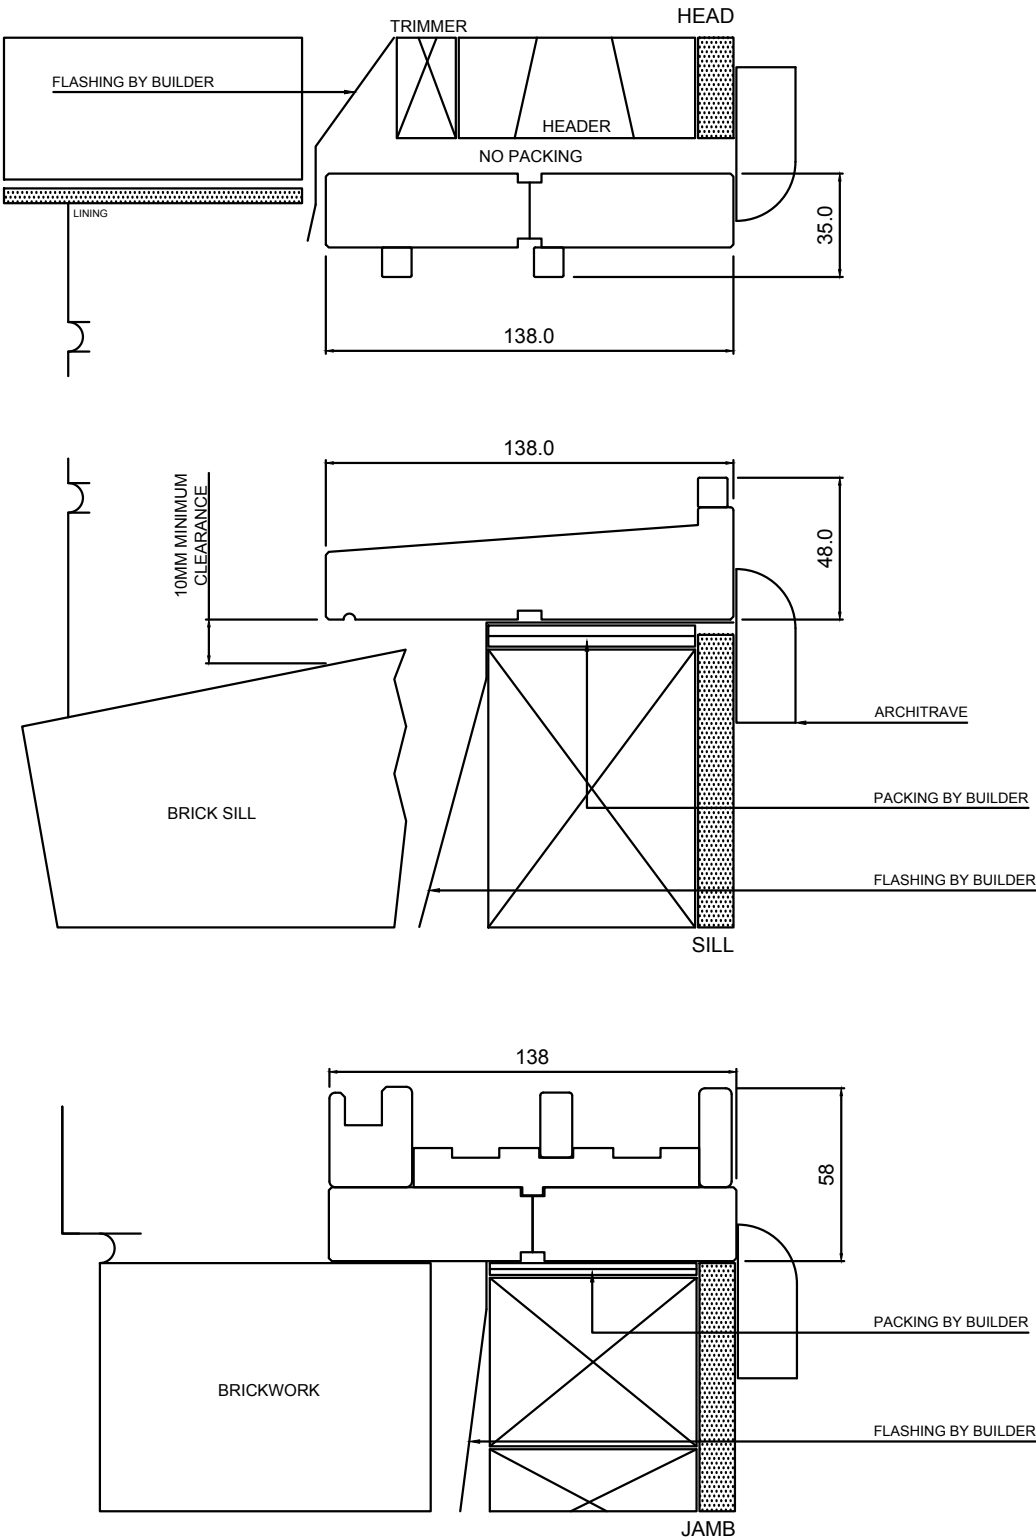 HEAD
TRIMMER
FLASHING BY BUILDER
HEADER
NO PACKING
LINING
35.0
138.0
138.0
10MM MINIMUM
CLEARANCE
48.0
ARCHITRAVE
PACKING BY BUILDER
BRICK SILL
FLASHING BY BUILDER
SILL
138
58
PACKING BY BUILDER
BRICKWORK
FLASHING BY BUILDER
JAMB